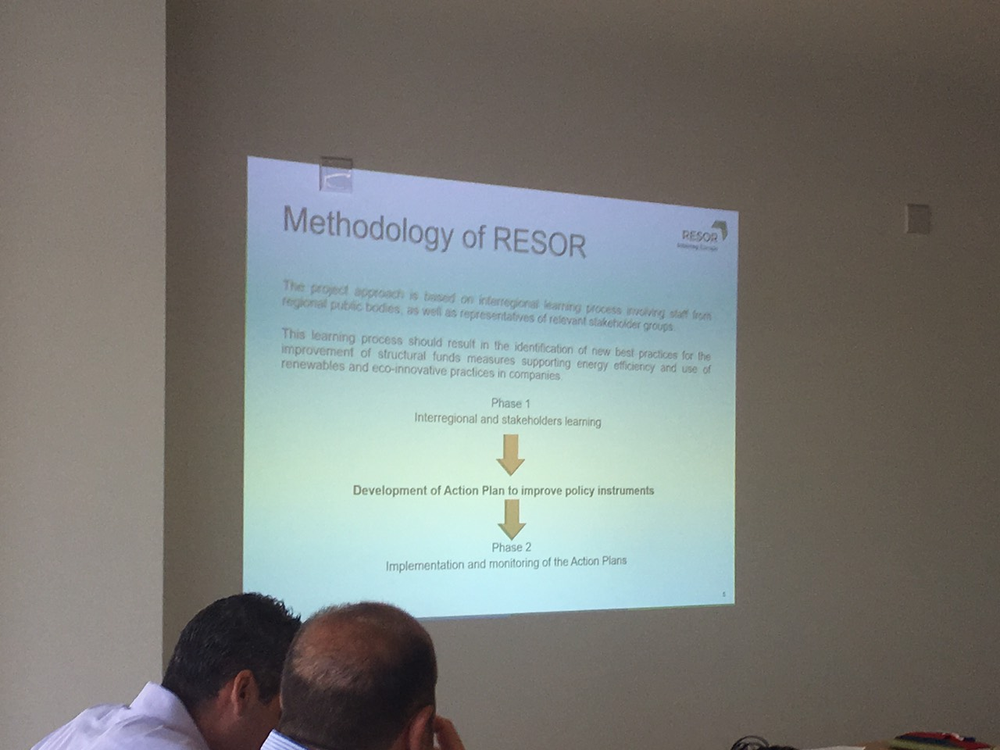 Methodology of RESOR
RESOR
Interreg Europe
The project approach is based on interregional learning process involving staff from
regional public bodies, as well as representatives of relevant stakeholder groups.
This learning process should result in the identification of new best practices for the
improvement of structural funds measures supporting energy efficiency and use of
renewables and eco-innovative practices in companies.
Phase 1
Interregional and stakeholders learning
Development of Action Plan to improve policy instruments
Phase 2
Implementation and monitoring of the Action Plans
5